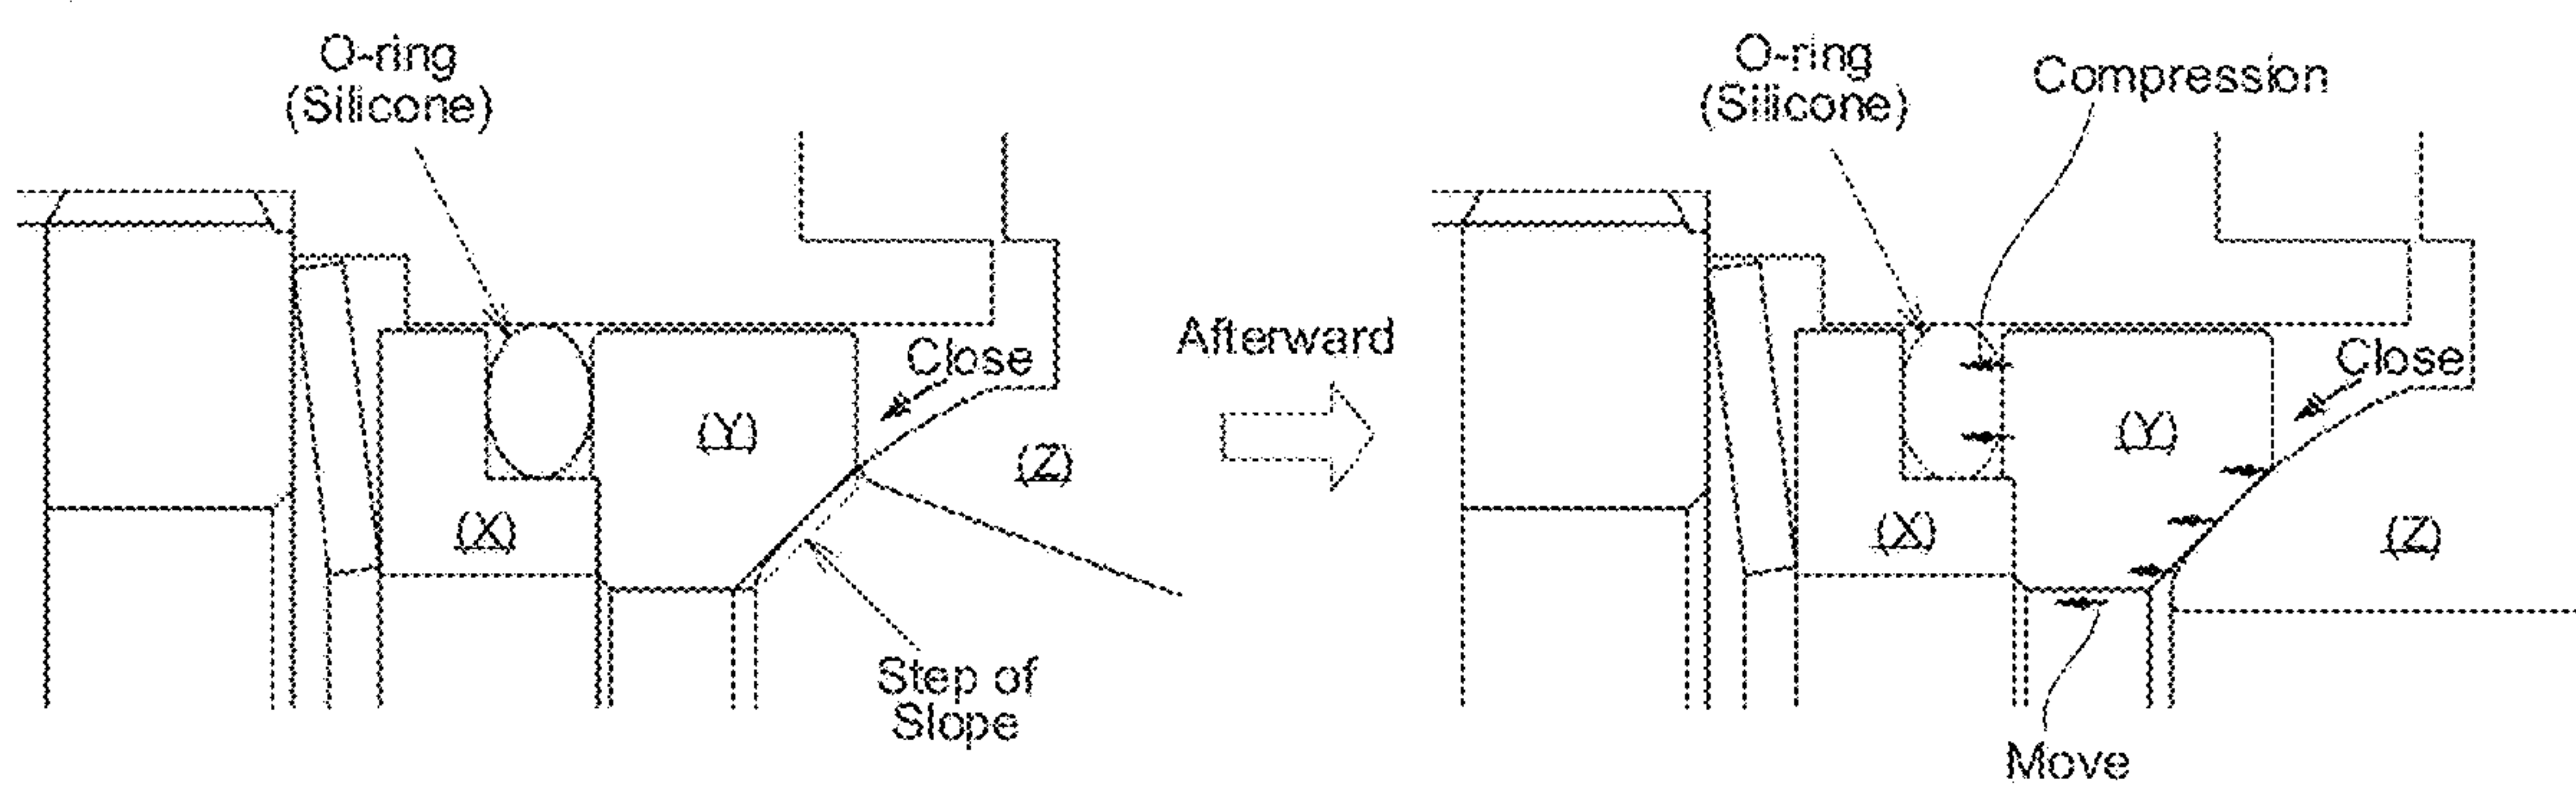 O-ring
(Silicone)
Close
(Y)
(Z)
(X)
Step of
Slope
Afterward
O-ring
(Silicone)
Compression
Close
(Y)
(X)
(Z)
Move